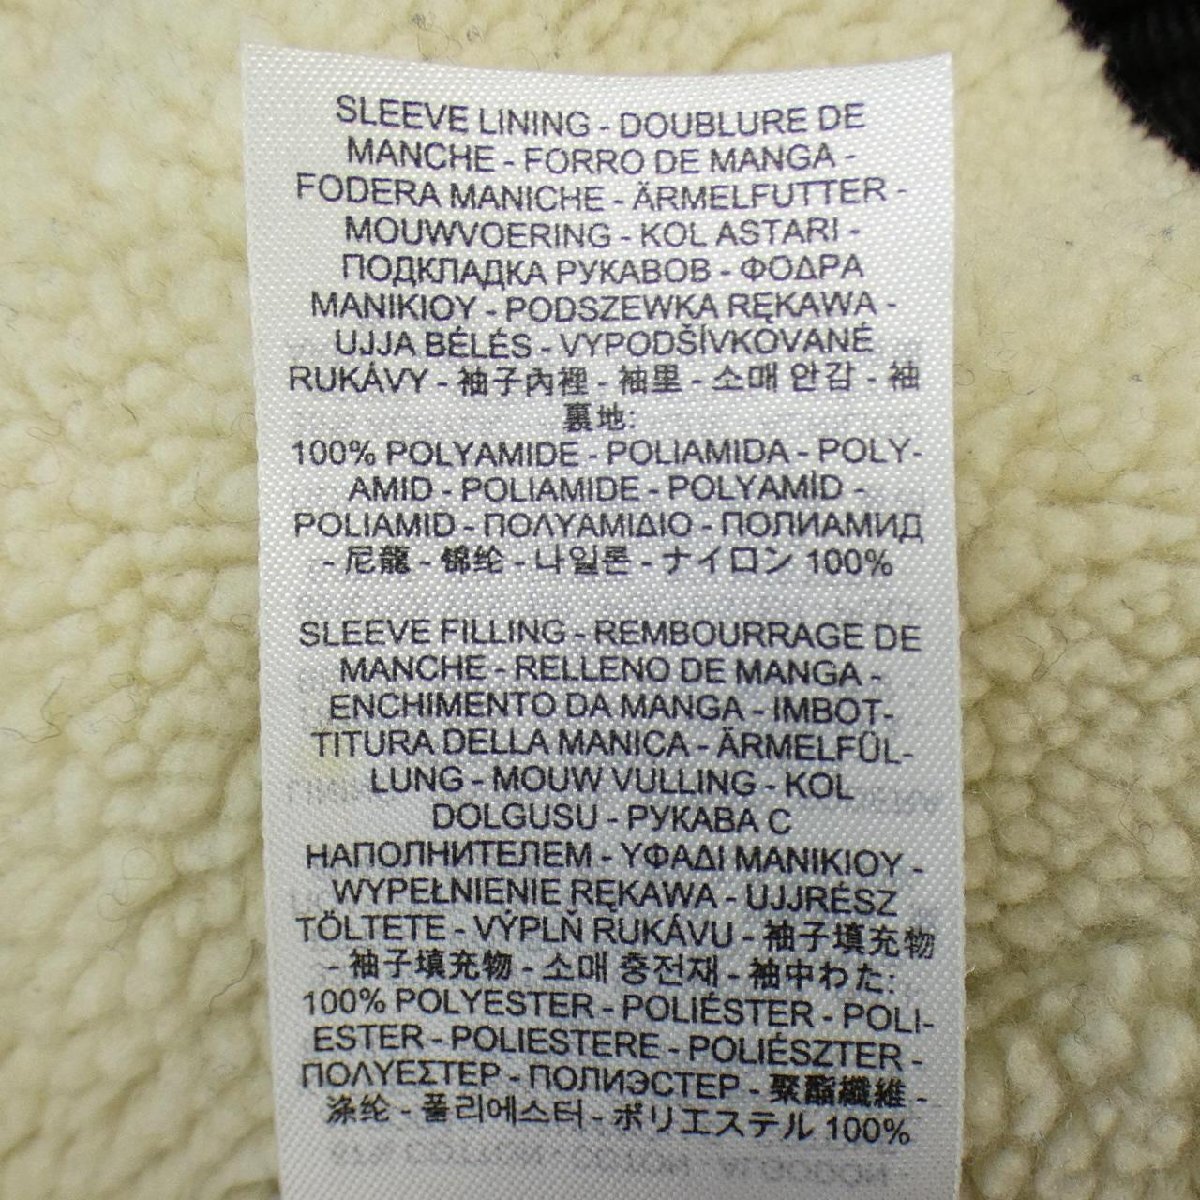 SLEEVE LINING - DOUBLURE DE
MANCHE - FORRO DE MANGA -
FODERA MANICHE - ÄRMELFUTTER -
MOUWVOERING - KOL ASTARI -
ПОДКЛАДКА РУКАВОВ - ΦΟΔΡΑ
ΜΑΝΙΚΙΟΥ - PODSZEWKA RĘKAWA -
UJJA BÉLÉS - VYPODŠÍVKOVANÉ
RUKÁVY - 袖子內裡 - 袖里 - 소매 안감 - 袖
裏地:
100% POLYAMIDE - POLIAMIDA - POLY-
AMID - POLIAMIDE - POLYAMİD -
POLIAMID - ΠΟΛΥΑΜΙΔΙΟ - ПОЛИАМИД
- 尼龍 - 锦纶 - 나일론 - ナイロン 100%
SLEEVE FILLING - REMBOURRAGE DE
MANCHE - RELLENO DE MANGA -
ENCHIMENTO DA MANGA - IMBOT-
TITURA DELLA MANICA - ÄRMELFÜL-
LUNG - MOUW VULLING - KOL
DOLGUSU - РУКАВА С
НАПОЛНИТЕЛЕМ - ΥΦΑΔΙ ΜΑΝΙΚΙΟΥ -
WYPEŁNIENIE RĘKAWA - UJJRÉSZ
TÖLTETE - VÝPLŇ RUKÁVU - 袖子填充物
- 袖子填充物 - 소매 충전재 - 袖中わた:
100% POLYESTER - POLIÉSTER - POLI-
ESTER - POLIESTERE - POLIÉSZTER -
ΠΟΛΥΕΣΤΕΡ - ПОЛИЭСТЕР - 聚酯纖維 -
涤纶 - 폴리에스터 - ポリエステル 100%